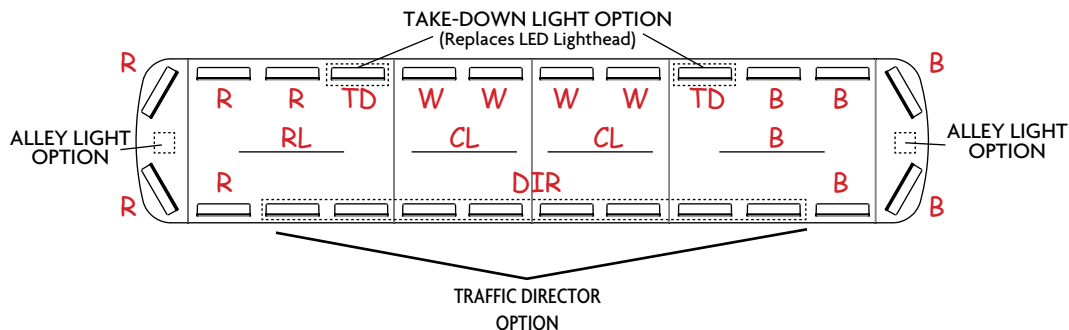 TAKE-DOWN LIGHT OPTION
(Replaces LED Lighthead)
R B
R R TD W W W W TD B B
ALLEY LIGHT
OPTION
RL CL CL B
ALLEY LIGHT
OPTION
R DIR B
R B
TRAFFIC DIRECTOR
OPTION